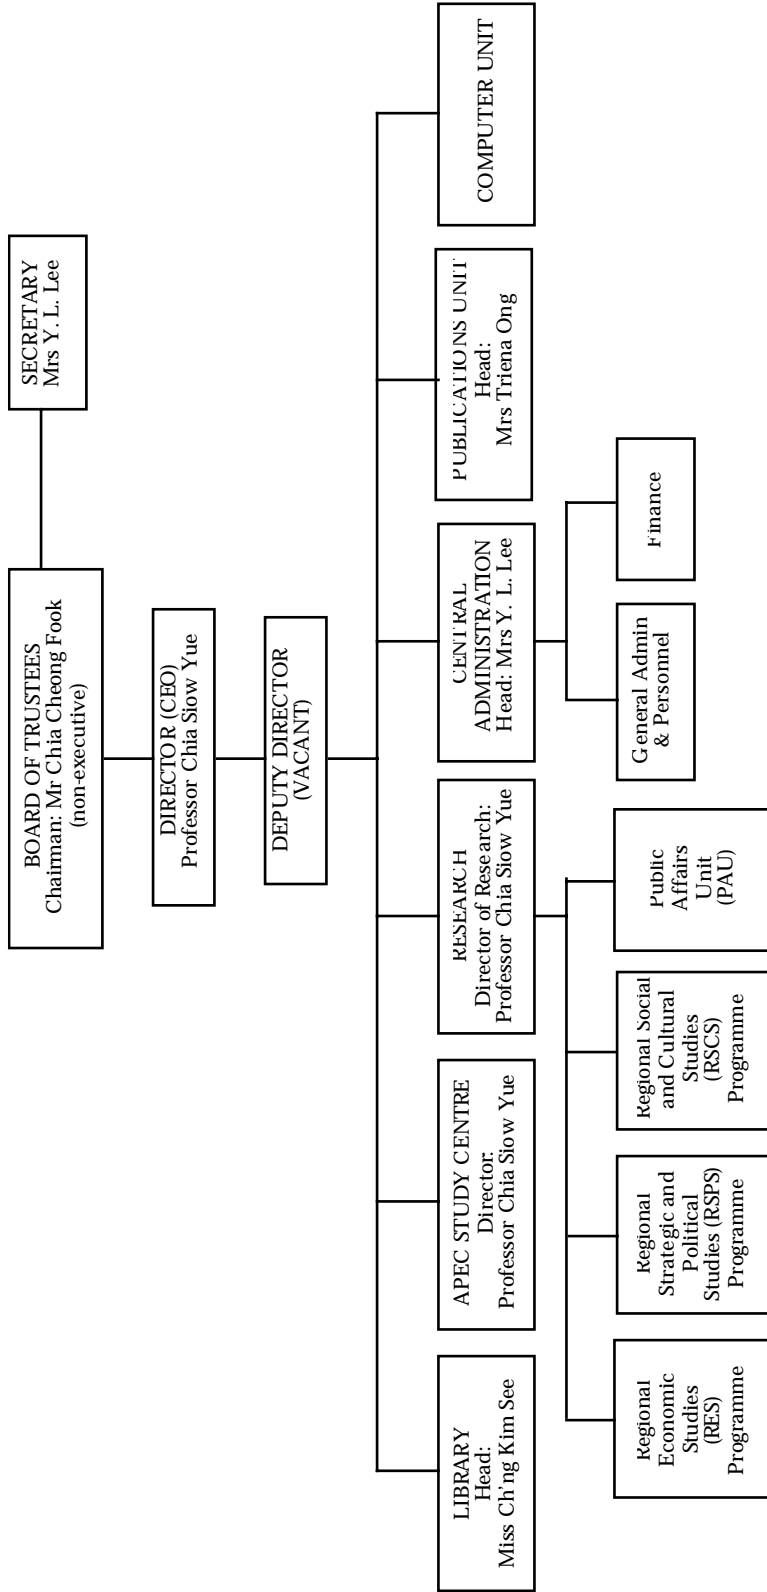 BOARD OF TRUSTEES
Chairman: Mr Chia Cheong Fook
(non-executive)
SECRETARY
Mrs Y. L. Lee
DIRECTOR (CEO)
Professor Chia Siow Yue
DEPUTY DIRECTOR
(VACANT)
LIBRARY
Head:
Miss Ch'ng Kim See
APEC STUDY CENTRE
Director:
Professor Chia Siow Yue
RESEARCH
Director of Research:
Professor Chia Siow Yue
CENTRAL
ADMINISTRATION
Head: Mrs Y. L. Lee
PUBLICATIONS UNIT
Head:
Mrs Triena Ong
COMPUTER UNIT
Regional
Economic
Studies
(RES)
Programme
Regional
Strategic and
Political
Studies (RSPS)
Programme
Regional Social
and Cultural
Studies
(RSCS)
Programme
Public
Affairs
Unit
(PAU)
General Admin
& Personnel
Finance